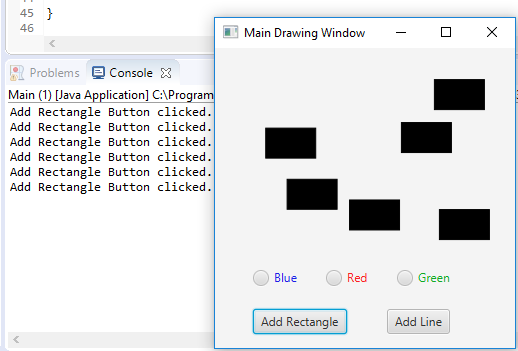 44
45 }
46
Problems Console
Main (1) [Java Application] C:\Program
Add Rectangle Button clicked.
Add Rectangle Button clicked.
Add Rectangle Button clicked.
Add Rectangle Button clicked.
Add Rectangle Button clicked.
Add Rectangle Button clicked.
Main Drawing Window
Blue Red Green
Add Rectangle Add Line